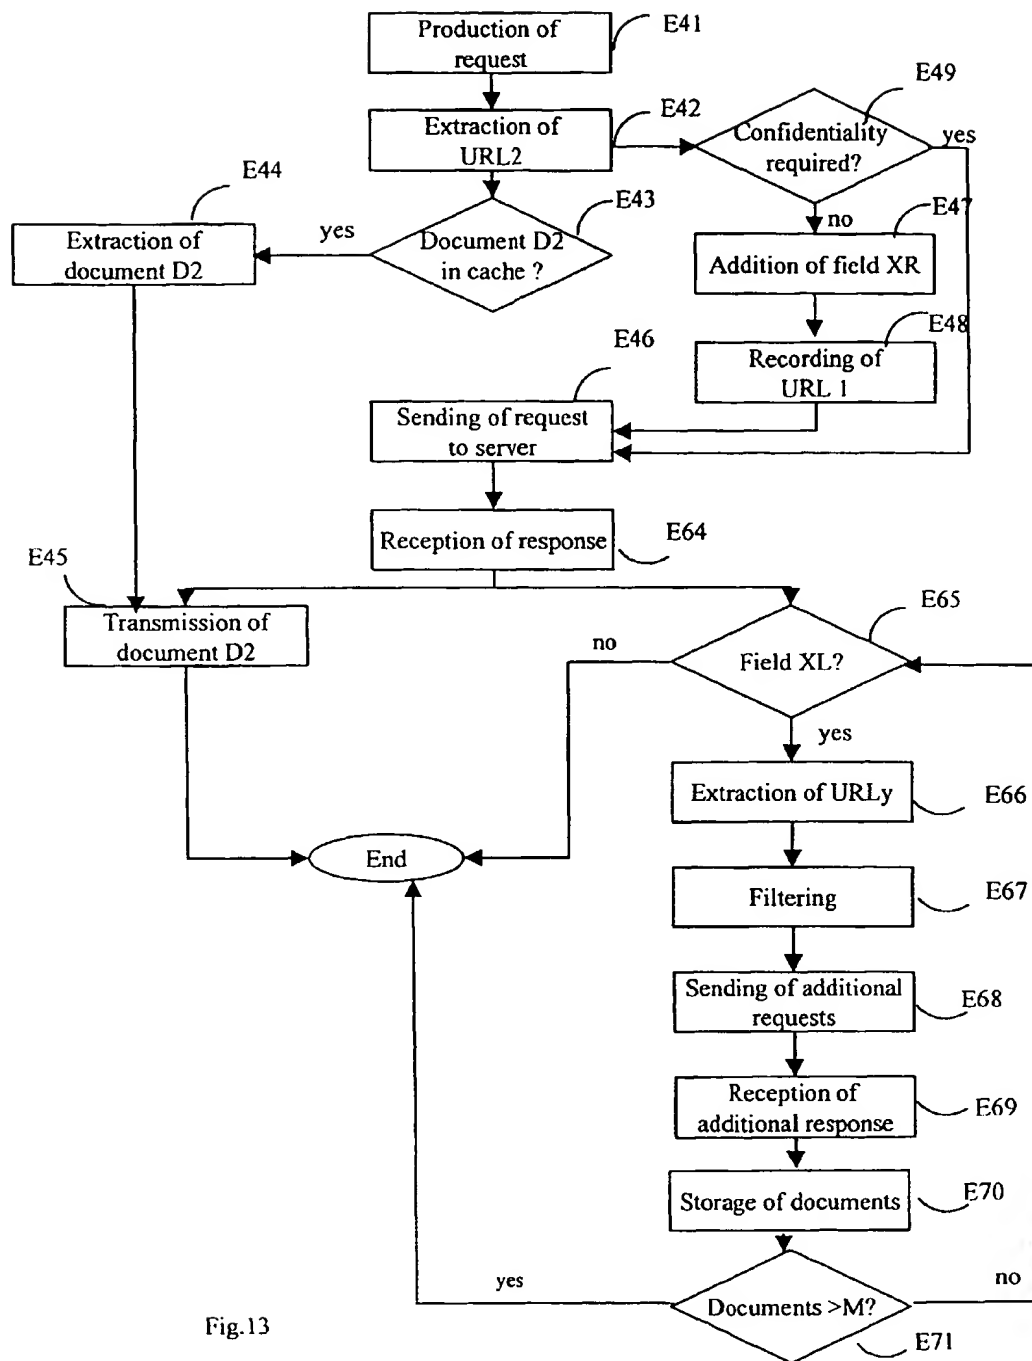 Production of
request
E41
E49
Extraction of
URL2
E42
Confidentiality
required?
yes
E44
E43
E47
no
yes
Extraction of
document D2
Document D2
in cache ?
Addition of field XR
E48
E46
Recording of
URL 1
Sending of request
to server
Reception of response
E64
E45
E65
Transmission of
document D2
no
Field XL?
yes
Extraction of URLy
E66
End
Filtering
E67
Sending of additional
requests
E68
Reception of
additional response
E69
Storage of documents
E70
yes
no
Documents >M?
Fig.13
E71